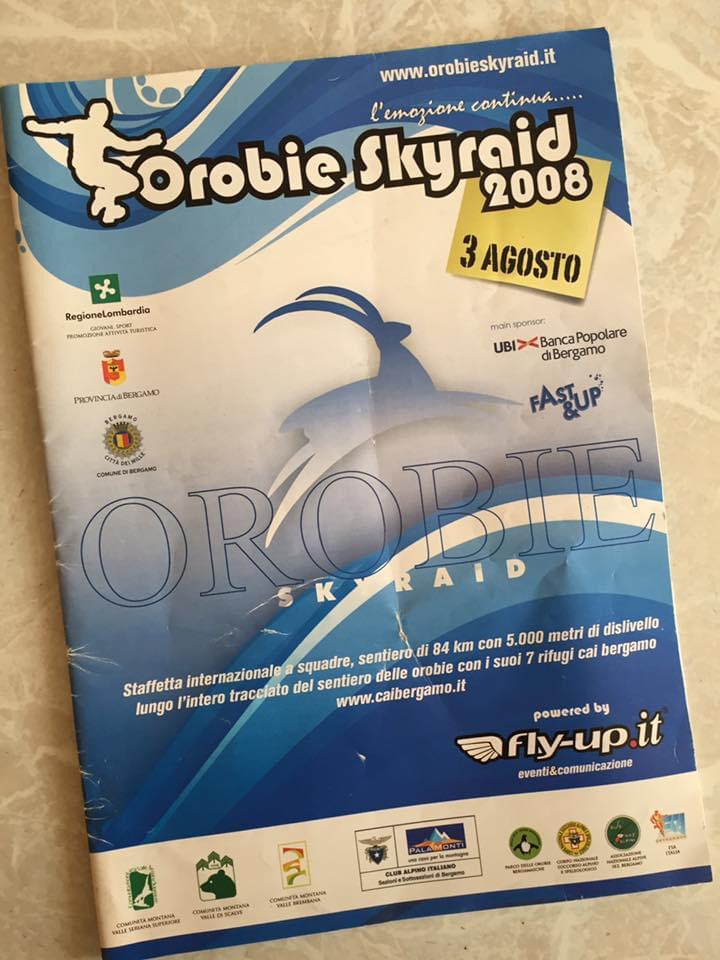 www.orobieskyraid.it
l'emozione continua.....
Orobie Skyraid
2008
3 AGOSTO
RegioneLombardia
GIOVANI, SPORT
PROMOZIONE ATTIVITÀ TURISTICA
PROVINCIA di BERGAMO
BERGAMO
CITTÀ DEI MILLE
COMUNE DI BERGAMO
main sponsor:
UBI Banca Popolare
di Bergamo
FAST
&UP
OROBIE
SKYRAiD
Staffetta internazionale a squadre, sentiero di 84 km con 5.000 metri di dislivello
lungo l'intero tracciato del sentiero delle orobie con i suoi 7 rifugi cai bergamo
www.caibergamo.it
powered by
fly-up.it
eventi&comunicazione
COMUNITÀ MONTANA
VALLE SERIANA SUPERIORE
COMUNITÀ MONTANA
VALLE DI SCALVE
COMUNITÀ MONTANA
VALLE BREMBANA
PALAMONTI
una casa per la montagna
CLUB ALPINO ITALIANO
Sezioni e Sottosezioni di Bergamo
PARCO DELLE OROBIE
BERGAMASCHE
CORPO NAZIONALE
SOCCORSO ALPINO
E SPELEOLOGICO
ASSOCIAZIONE
NAZIONALE ALPINI
SEZ. BERGAMO
FSA
ITALIA